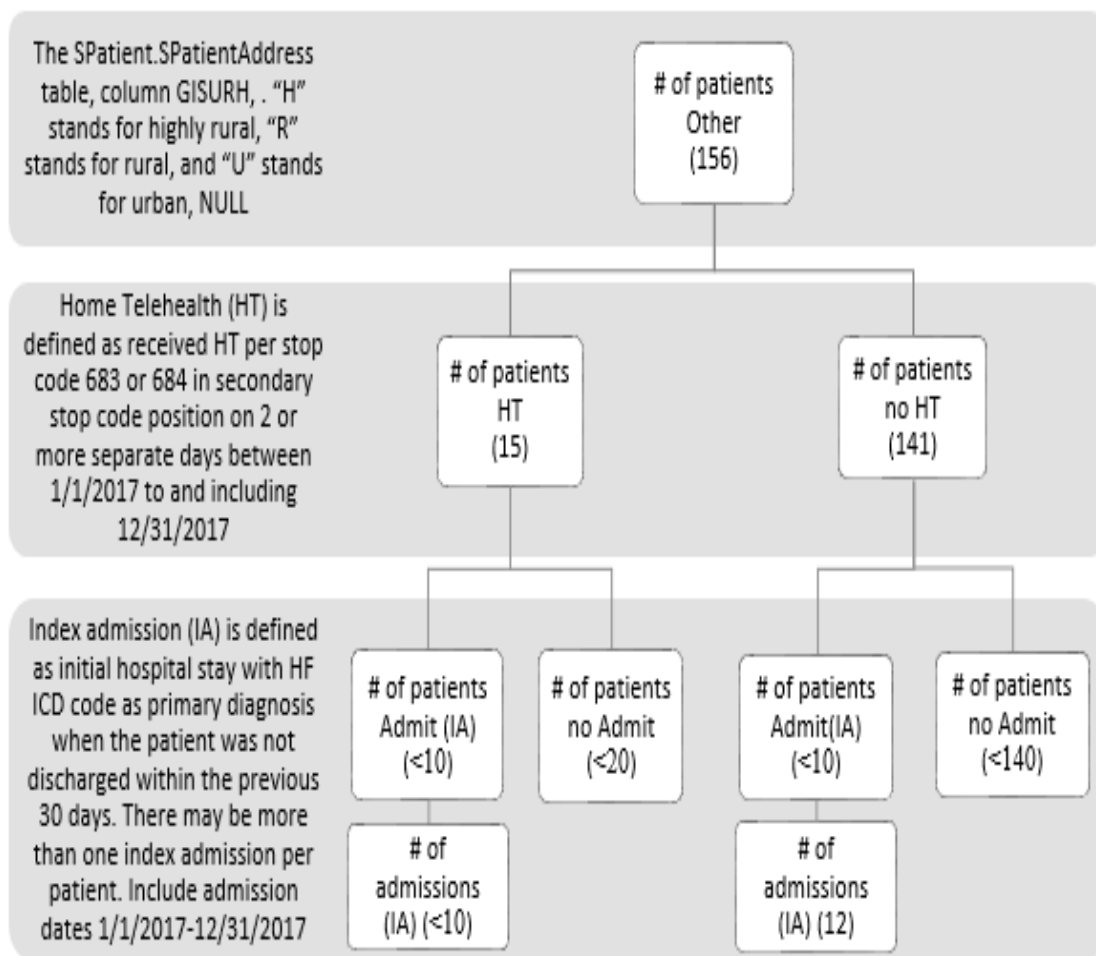 The SPatient.SPatientAddress
table, column GISURH, . “H”
stands for highly rural, “R”
stands for rural, and “U” stands
for urban, NULL
# of patients
Other
(156)
Home Telehealth (HT) is
defined as received HT per stop
code 683 or 684 in secondary
stop code position on 2 or
more separate days between
1/1/2017 to and including
12/31/2017
# of patients
HT
(15)
# of patients
no HT
(141)
Index admission (IA) is defined
as initial hospital stay with HF
ICD code as primary diagnosis
when the patient was not
discharged within the previous
30 days. There may be more
than one index admission per
patient. Include admission
dates 1/1/2017-12/31/2017
# of patients
Admit (IA)
(<10)
# of patients
no Admit
(<20)
# of patients
Admit(IA)
(<10)
# of patients
no Admit
(<140)
# of
admissions
(IA) (<10)
# of
admissions
(IA) (12)